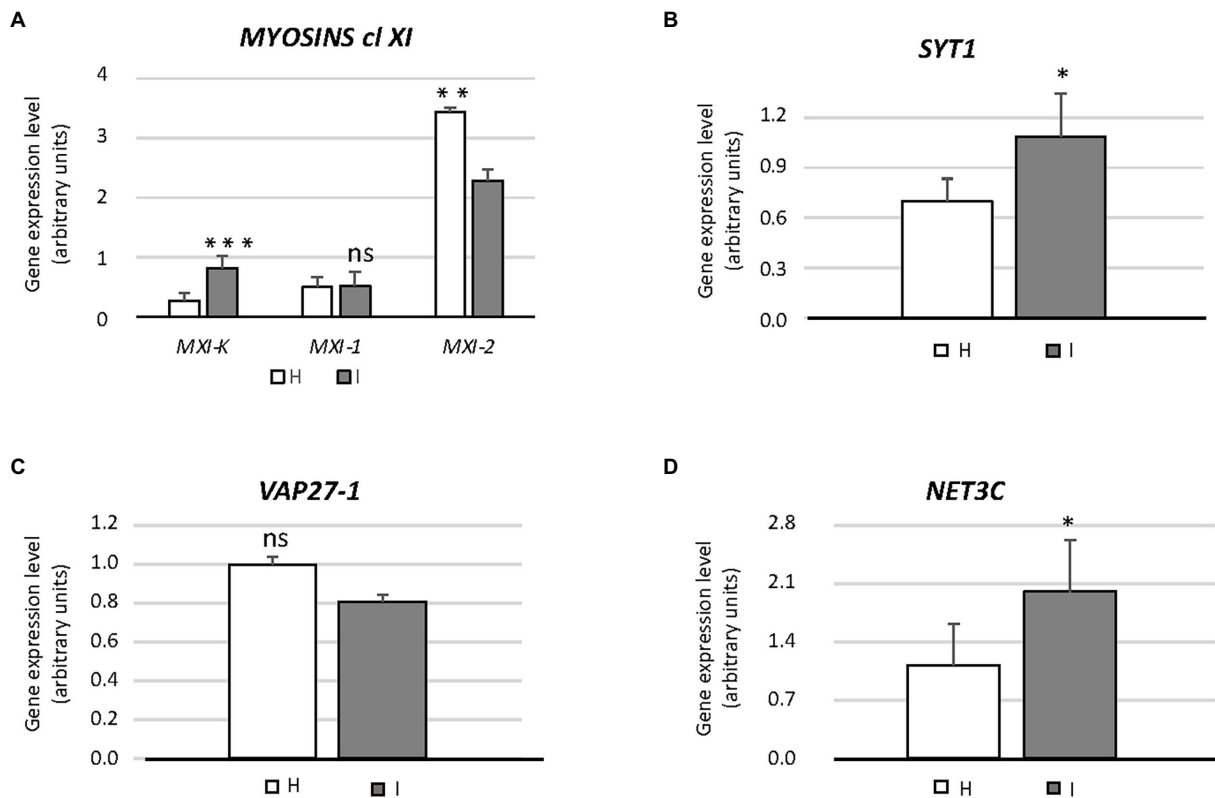 A
MYOSINS cl XI
Gene expression level
(arbitrary units)
4
3
2
1
0
* * *
ns
* *
MXI-K MXI-1 MXI-2
H I
B
SYT1
Gene expression level
(arbitrary units)
1.2
0.9
0.6
0.3
0.0
*
H I
C
VAP27-1
Gene expression level
(arbitrary units)
1.2
1.0
0.8
0.6
0.4
0.2
0.0
ns
H I
D
NET3C
Gene expression level
(arbitrary units)
2.8
2.1
1.4
0.7
0.0
*
H I